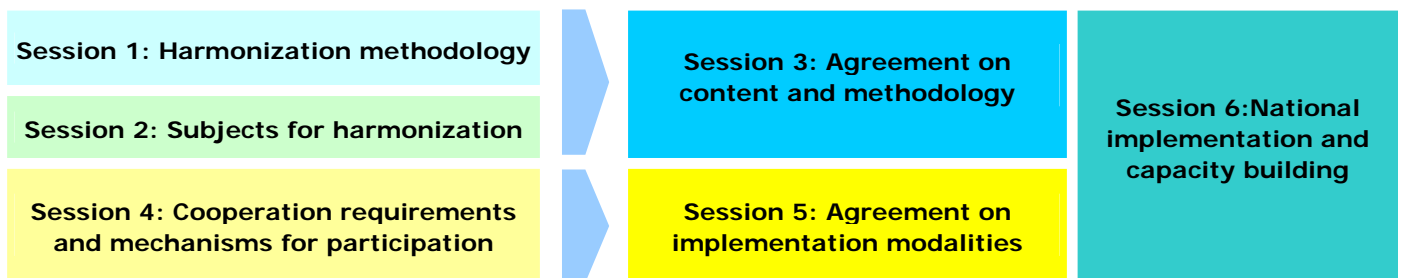 Session 1: Harmonization methodology
Session 2: Subjects for harmonization
Session 3: Agreement on
content and methodology
Session 4: Cooperation requirements
and mechanisms for participation
Session 5: Agreement on
implementation modalities
Session 6:National
implementation and
capacity building